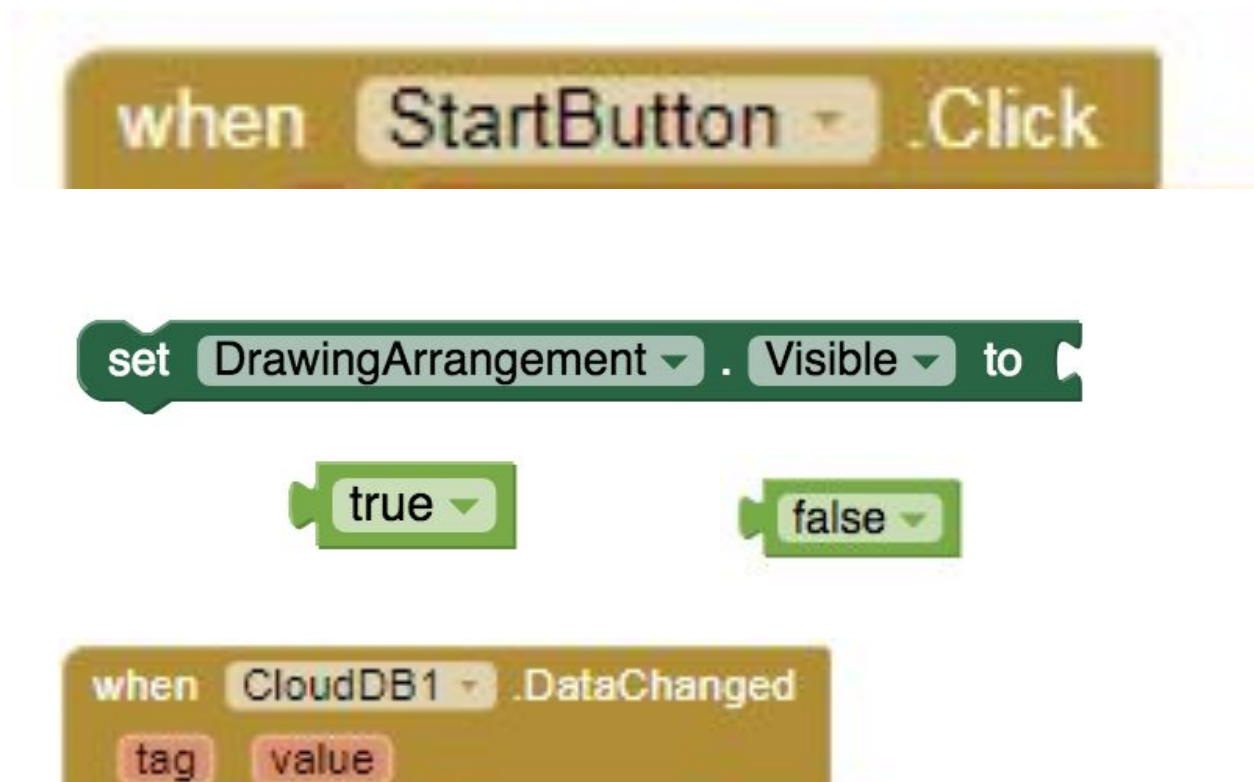 when StartButton .Click
set DrawingArrangement . Visible to
true false
when CloudDB1 .DataChanged
tag value